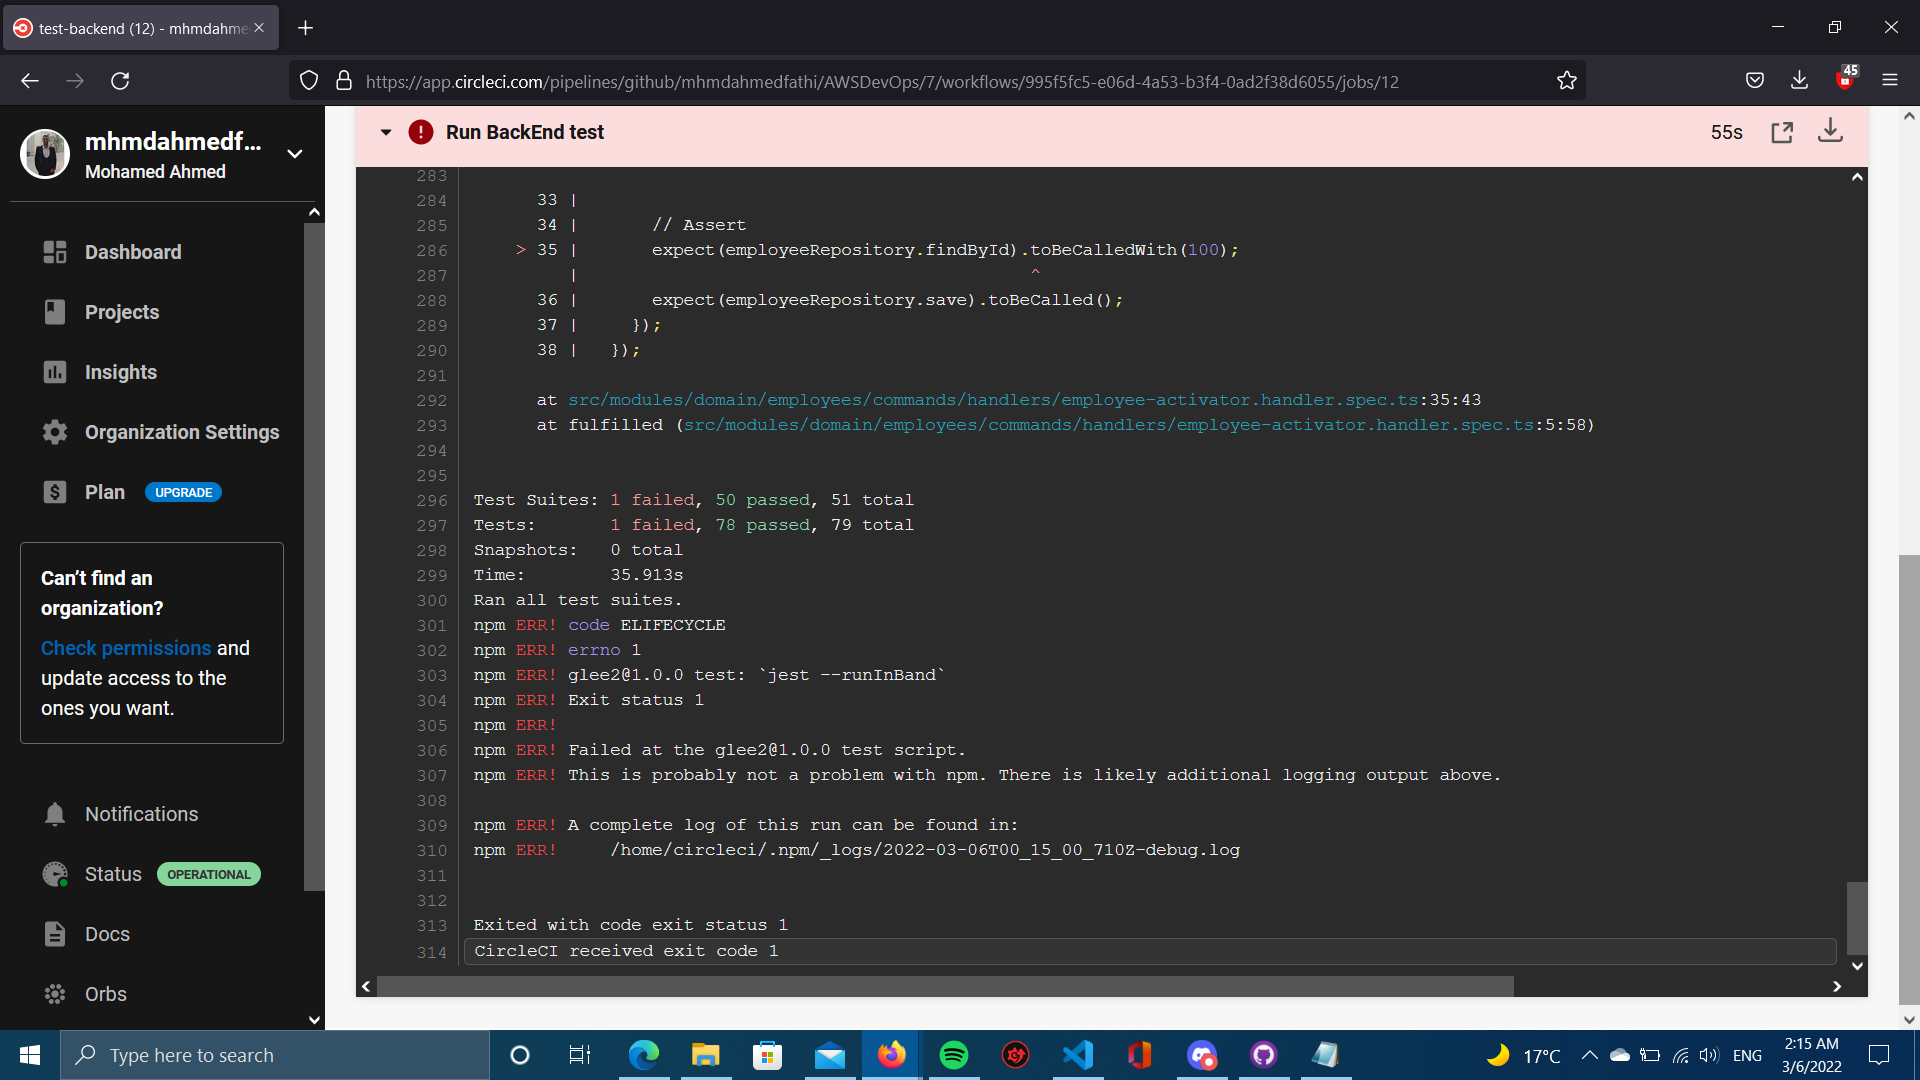 test-backend (12) - mhmdahme
https://app.circleci.com/pipelines/github/mhmdahmedfathi/AWSDevOps/7/workflows/995f5fc5-e06d-4a53-b3f4-0ad2f38d6055/jobs/12
45
mhmdahmedf...
Mohamed Ahmed
Dashboard
Projects
Insights
Organization Settings
Plan UPGRADE
Can’t find an
organization?
Check permissions and
update access to the
ones you want.
Notifications
Status OPERATIONAL
Docs
Orbs
Run BackEnd test 55s
283
284 33 |
285 34 | // Assert
286 > 35 | expect(employeeRepository.findById).toBeCalledWith(100);
287 | ^
288 36 | expect(employeeRepository.save).toBeCalled();
289 37 | });
290 38 | });
291
292 at src/modules/domain/employees/commands/handlers/employee-activator.handler.spec.ts:35:43
293 at fulfilled (src/modules/domain/employees/commands/handlers/employee-activator.handler.spec.ts:5:58)
294
295
296 Test Suites: 1 failed, 50 passed, 51 total
297 Tests: 1 failed, 78 passed, 79 total
298 Snapshots: 0 total
299 Time: 35.913s
300 Ran all test suites.
301 npm ERR! code ELIFECYCLE
302 npm ERR! errno 1
303 npm ERR! glee2@1.0.0 test: `jest --runInBand`
304 npm ERR! Exit status 1
305 npm ERR!
306 npm ERR! Failed at the glee2@1.0.0 test script.
307 npm ERR! This is probably not a problem with npm. There is likely additional logging output above.
308
309 npm ERR! A complete log of this run can be found in:
310 npm ERR! /home/circleci/.npm/_logs/2022-03-06T00_15_00_710Z-debug.log
311
312
313 Exited with code exit status 1
314 CircleCI received exit code 1
Type here to search
17°C
ENG
2:15 AM
3/6/2022